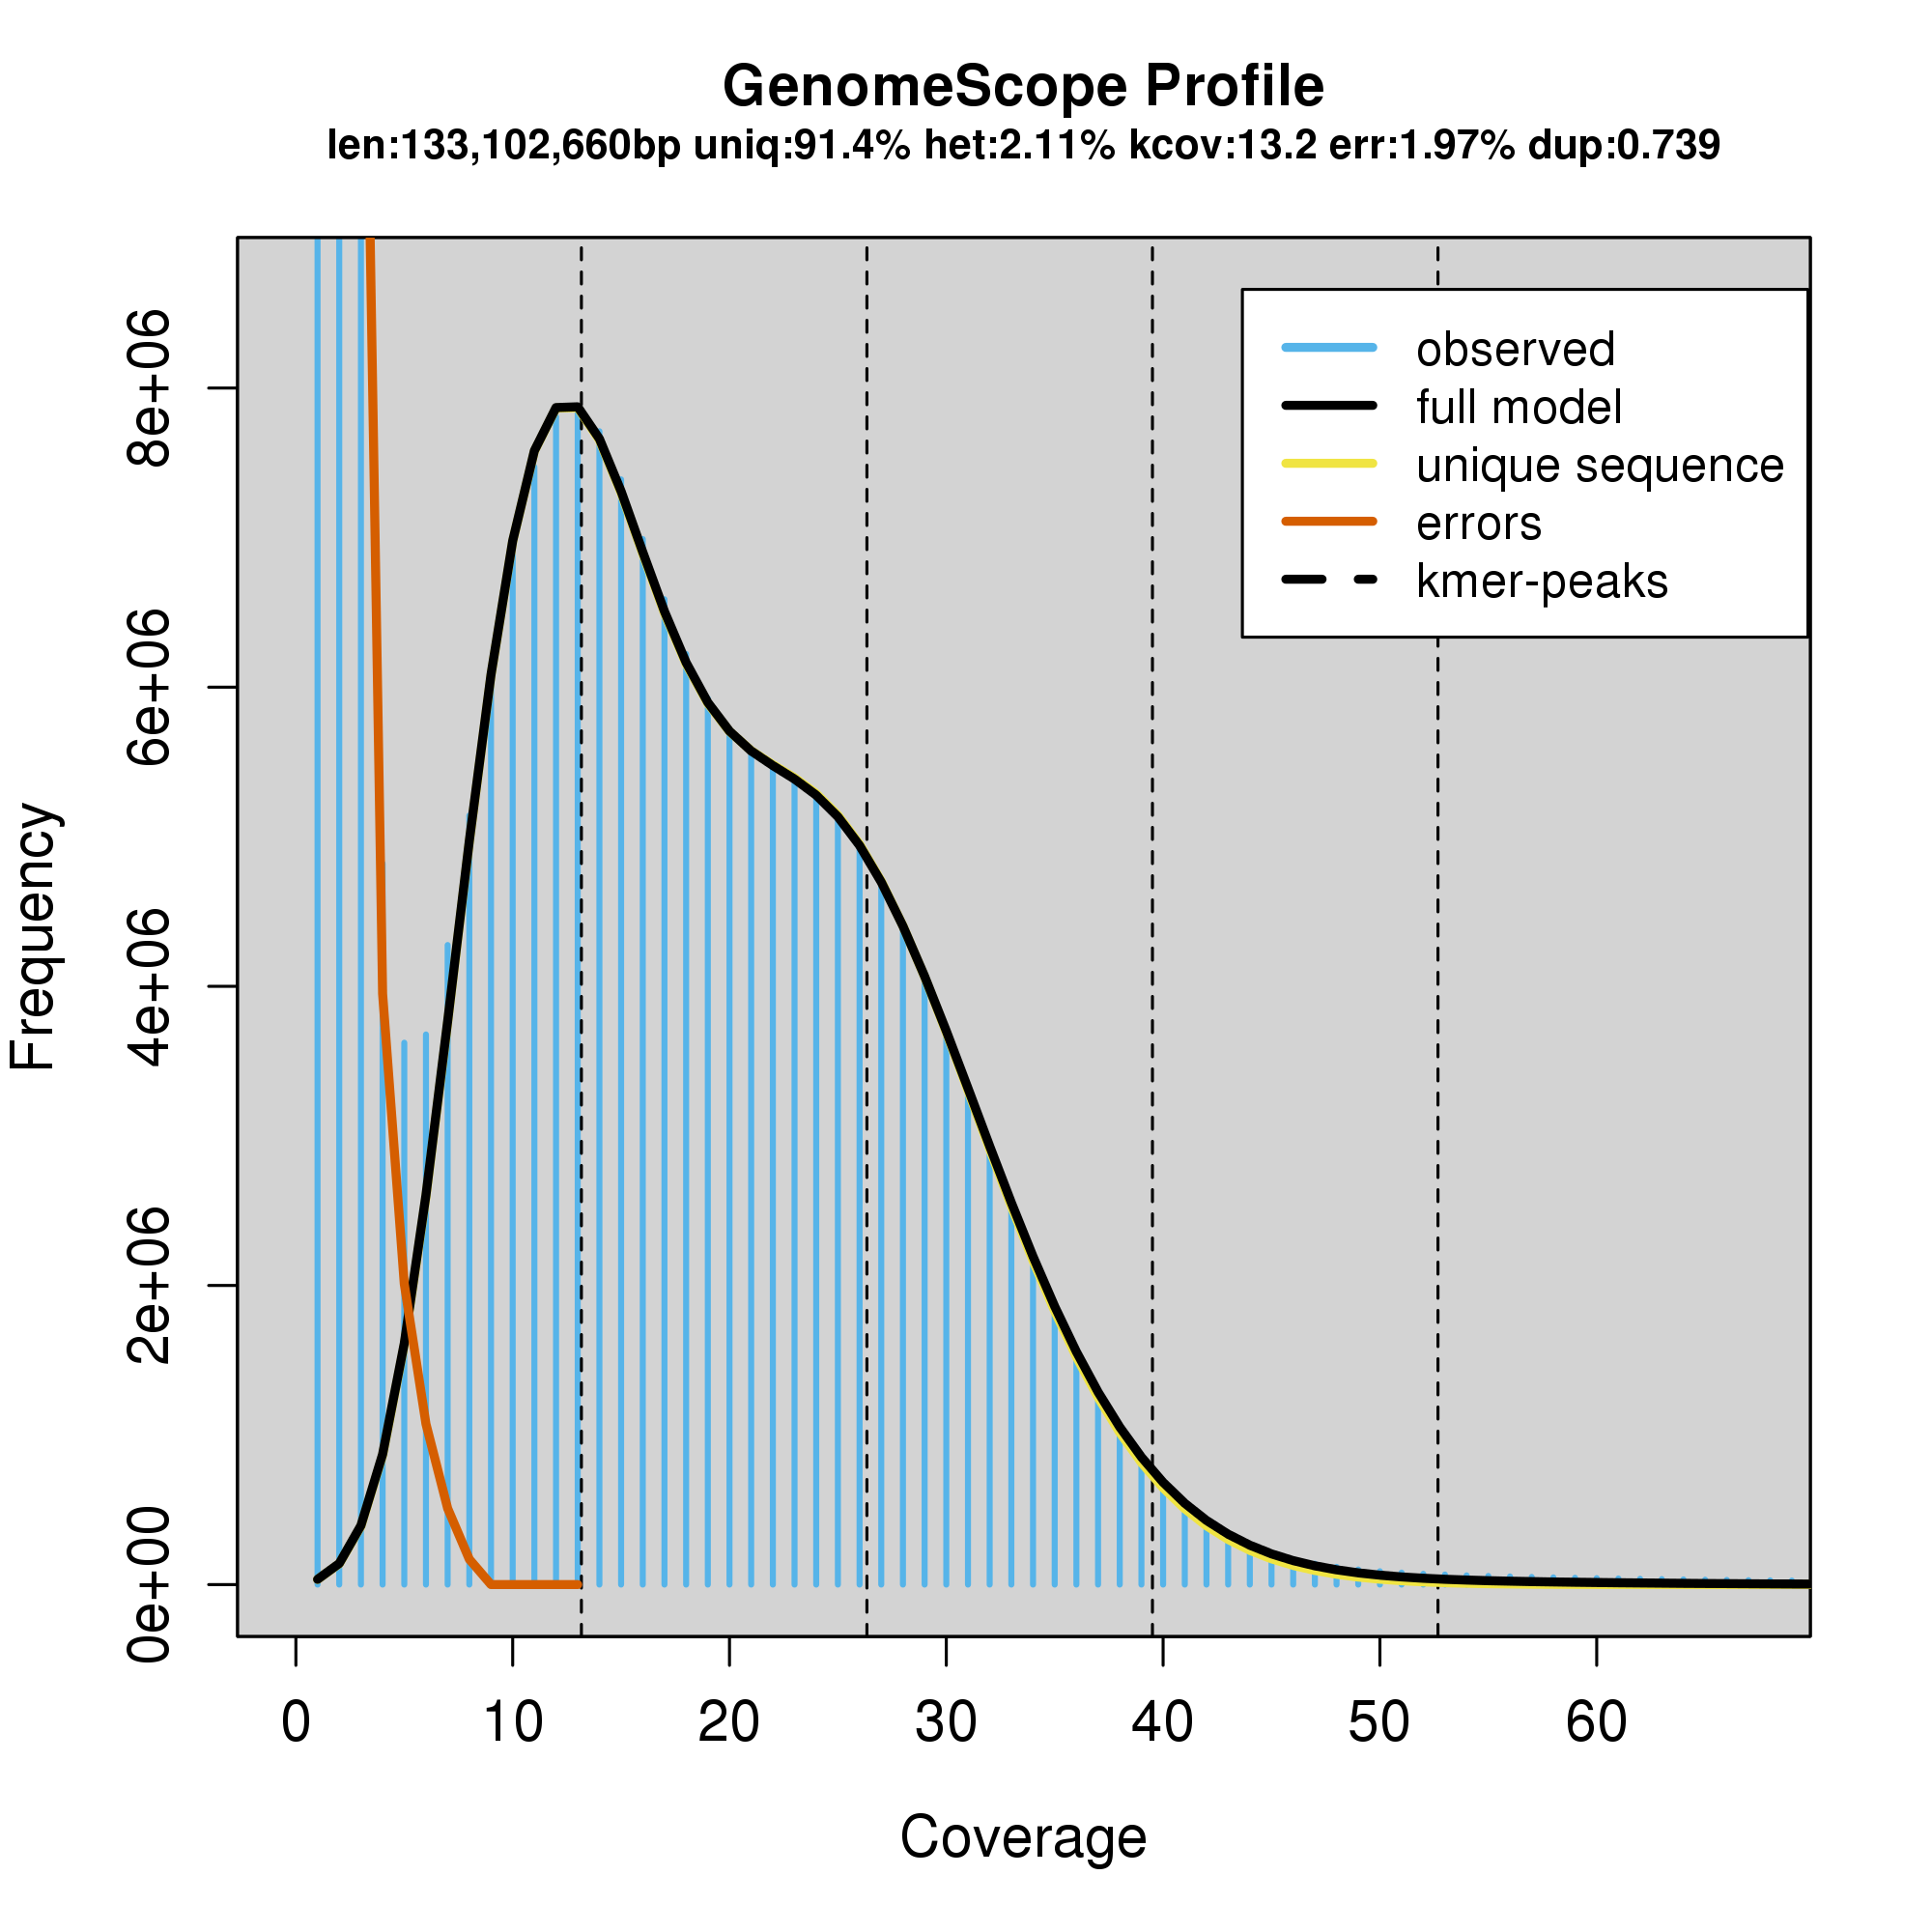 GenomeScope Profile
len:133,102,660bp uniq:91.4% het:2.11% kcov:13.2 err:1.97% dup:0.739
observed
full model
unique sequence
errors
kmer-peaks
Frequency
8e+06
6e+06
4e+06
2e+06
0e+00
0 10 20 30 40 50 60
Coverage